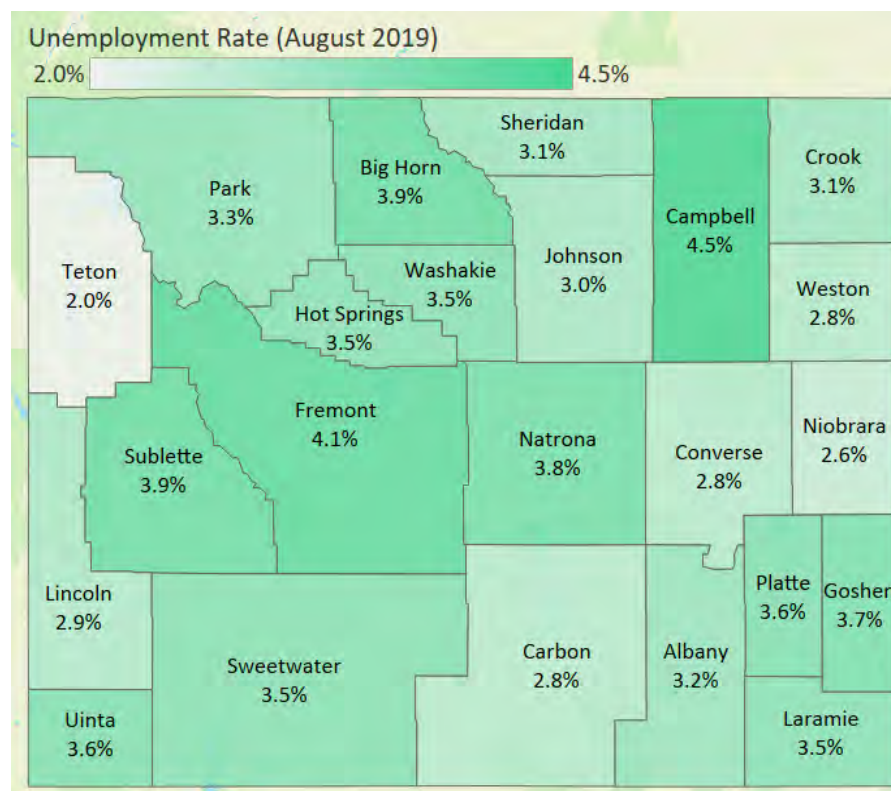 Unemployment Rate (August 2019)
2.0% 4.5%
Sheridan
3.1%
Crook
3.1%
Big Horn
3.9%
Park
3.3%
Campbell
4.5%
Johnson
3.0%
Teton
2.0%
Washakie
3.5%
Weston
2.8%
Hot Springs
3.5%
Fremont
4.1%
Natrona
3.8%
Converse
2.8%
Niobrara
2.6%
Sublette
3.9%
Lincoln
2.9%
Platte
3.6%
Goshen
3.7%
Sweetwater
3.5%
Carbon
2.8%
Albany
3.2%
Uinta
3.6%
Laramie
3.5%